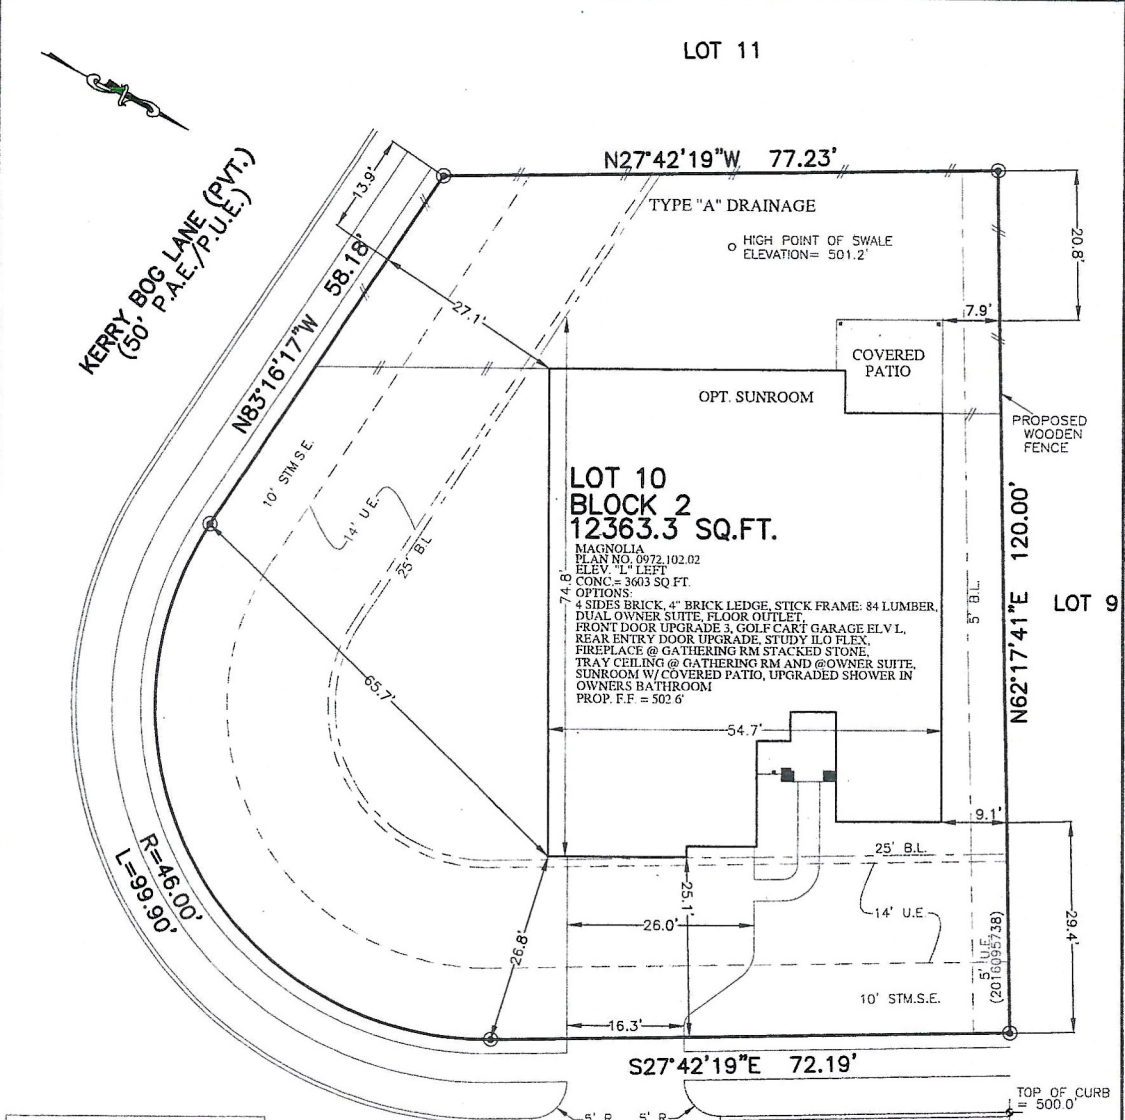 LOT 11
N27°42'19"W 77.23'
TYPE "A" DRAINAGE
HIGH POINT OF SWALE
ELEVATION= 501.2'
13.9'
KERRY BOG LANE (PVT.)
(50' P.A.E./P.U.E.)
N83°16'17"W 58.18'
27.1'
20.8'
7.9'
COVERED
PATIO
OPT. SUNROOM
PROPOSED
WOODEN
FENCE
10' STM.S.E.
14' U.E.
25' B.L
LOT 10
BLOCK 2
12363.3 SQ.FT.
MAGNOLIA
PLAN NO. 0972.102.02
ELEV. "L" LEFT
CONC.= 3603 SQ FT.
OPTIONS:
4 SIDES BRICK, 4" BRICK LEDGE, STICK FRAME: 84 LUMBER,
DUAL OWNER SUITE, FLOOR OUTLET,
FRONT DOOR UPGRADE 3, GOLF CART GARAGE ELV L,
REAR ENTRY DOOR UPGRADE, STUDY ILO FLEX,
FIREPLACE @ GATHERING RM STACKED STONE,
TRAY CEILING @ GATHERING RM AND @OWNER SUITE,
SUNROOM W/ COVERED PATIO, UPGRADED SHOWER IN
OWNERS BATHROOM
PROP. F.F. = 502.6'
74.8'
5' B.L.
N62°17'41"E 120.00'
LOT 9
65.7'
54.7'
9.1'
25' B.L.
R=46.00'
L=99.90'
26.8'
25.1'
26.0'
14' U.E.
5' U.E.
(2016095738)
29.4'
10' STM.S.E.
16.3'
S27°42'19"E 72.19'
TOP OF CURB
= 500.0'
5' R
5' R